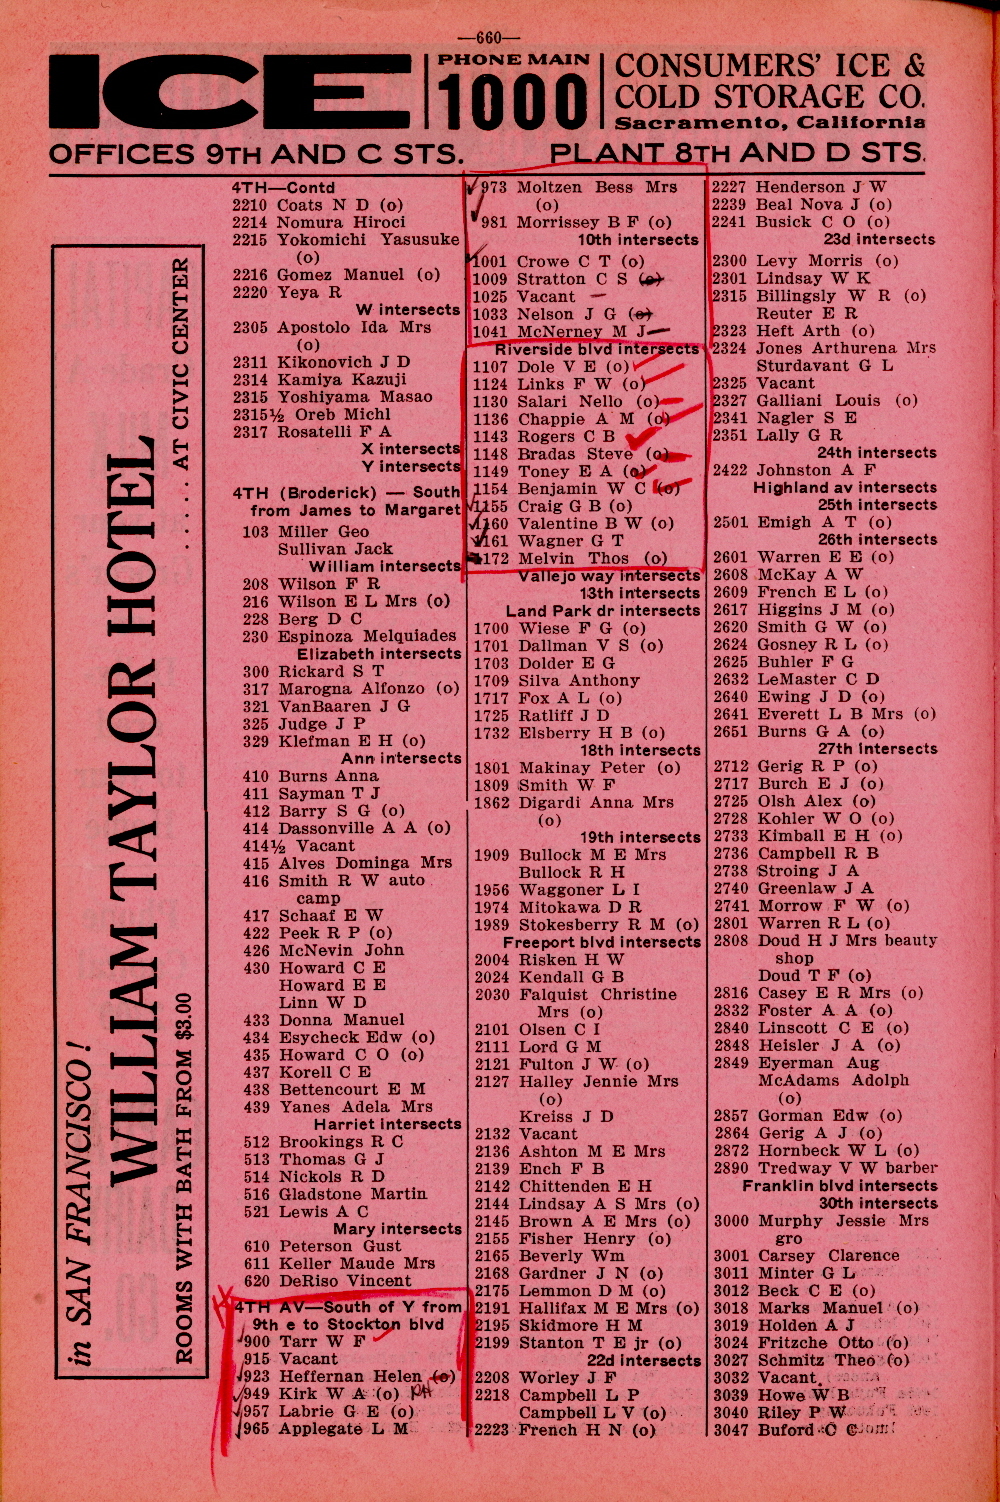 —660—
ICE
PHONE MAIN
1000
CONSUMERS' ICE &
COLD STORAGE CO.
Sacramento, California
OFFICES 9TH AND C STS.
PLANT 8TH AND D STS.
in SAN FRANCISCO!
WILLIAM TAYLOR HOTEL
ROOMS WITH BATH FROM $3.00 ...... AT CIVIC CENTER
4TH—Contd
2210 Coats N D (o)
2214 Nomura Hiroci
2215 Yokomichi Yasusuke
(o)
2216 Gomez Manuel (o)
2220 Yeya R
W intersects
2305 Apostolo Ida Mrs
(o)
2311 Kikonovich J D
2314 Kamiya Kazuji
2315 Yoshiyama Masao
2315½ Oreb Michl
2317 Rosatelli F A
X intersects
Y intersects
4TH (Broderick) — South
from James to Margaret
103 Miller Geo
Sullivan Jack
William intersects
208 Wilson F R
216 Wilson E L Mrs (o)
228 Berg D C
230 Espinoza Melquiades
Elizabeth intersects
300 Rickard S T
317 Marogna Alfonzo (o)
321 VanBaaren J G
325 Judge J P
329 Klefman E H (o)
Ann intersects
410 Burns Anna
411 Sayman T J
412 Barry S G (o)
414 Dassonville A A (o)
414½ Vacant
415 Alves Dominga Mrs
416 Smith R W auto
camp
417 Schaaf E W
422 Peek R P (o)
426 McNevin John
430 Howard C E
Howard E E
Linn W D
433 Donna Manuel
434 Esycheck Edw (o)
435 Howard C O (o)
437 Korell C E
438 Bettencourt E M
439 Yanes Adela Mrs
Harriet intersects
512 Brookings R C
513 Thomas G J
514 Nickols R D
516 Gladstone Martin
521 Lewis A C
Mary intersects
610 Peterson Gust
611 Keller Maude Mrs
620 DeRiso Vincent
4TH AV—South of Y from
9th e to Stockton blvd
900 Tarr W F
915 Vacant
923 Heffernan Helen (o)
949 Kirk W A (o) PH
957 Labrie G E (o)
965 Applegate L M
973 Moltzen Bess Mrs
(o)
981 Morrissey B F (o)
10th intersects
1001 Crowe C T (o)
1009 Stratton C S (o)
1025 Vacant
1033 Nelson J G (o)
1041 McNerney M J
Riverside blvd intersects
1107 Dole V E (o)
1124 Links F W (o)
1130 Salari Nello (o)
1136 Chappie A M (o)
1143 Rogers C B
1148 Bradas Steve (o)
1149 Toney E A (o)
1154 Benjamin W C (o)
1155 Craig G B (o)
1160 Valentine B W (o)
1161 Wagner G T
1172 Melvin Thos (o)
Vallejo way intersects
13th intersects
Land Park dr intersects
1700 Wiese F G (o)
1701 Dallman V S (o)
1703 Dolder E G
1709 Silva Anthony
1717 Fox A L (o)
1725 Ratliff J D
1732 Elsberry H B (o)
18th intersects
1801 Makinay Peter (o)
1809 Smith W F
1862 Digardi Anna Mrs
(o)
19th intersects
1909 Bullock M E Mrs
Bullock R H
1956 Waggoner L I
1974 Mitokawa D R
1989 Stokesberry R M (o)
Freeport blvd intersects
2004 Risken H W
2024 Kendall G B
2030 Falquist Christine
Mrs (o)
2101 Olsen C I
2111 Lord G M
2121 Fulton J W (o)
2127 Halley Jennie Mrs
(o)
Kreiss J D
2132 Vacant
2136 Ashton M E Mrs
2139 Ench F B
2142 Chittenden E H
2144 Lindsay A S Mrs (o)
2145 Brown A E Mrs (o)
2155 Fisher Henry (o)
2165 Beverly Wm
2168 Gardner J N (o)
2175 Lemmon D M (o)
2191 Hallifax M E Mrs (o)
2195 Skidmore H M
2199 Stanton T E jr (o)
22d intersects
2208 Worley J F
2218 Campbell L P
Campbell L V (o)
2223 French H N (o)
2227 Henderson J W
2239 Beal Nova J (o)
2241 Busick C O (o)
23d intersects
2300 Levy Morris (o)
2301 Lindsay W K
2315 Billingsly W R (o)
Reuter E R
2323 Heft Arth (o)
2324 Jones Arthurena Mrs
Sturdavant G L
2325 Vacant
2327 Galliani Louis (o)
2341 Nagler S E
2351 Lally G R
24th intersects
2422 Johnston A F
Highland av intersects
25th intersects
2501 Emigh A T (o)
26th intersects
2601 Warren E E (o)
2608 McKay A W
2609 French E L (o)
2617 Higgins J M (o)
2620 Smith G W (o)
2624 Gosney R L (o)
2625 Buhler F G
2632 LeMaster C D
2640 Ewing J D (o)
2641 Everett L B Mrs (o)
2651 Burns G A (o)
27th intersects
2712 Gerig R P (o)
2717 Burch E J (o)
2725 Olsh Alex (o)
2728 Kohler W O (o)
2733 Kimball E H (o)
2736 Campbell R B
2738 Stroing J A
2740 Greenlaw J A
2741 Morrow F W (o)
2801 Warren R L (o)
2808 Doud H J Mrs beauty
shop
Doud T F (o)
2816 Casey E R Mrs (o)
2832 Foster A A (o)
2840 Linscott C E (o)
2848 Heisler J A (o)
2849 Eyerman Aug
McAdams Adolph
(o)
2857 Gorman Edw (o)
2864 Gerig A J (o)
2872 Hornbeck W L (o)
2890 Tredway V W barber
Franklin blvd intersects
30th intersects
3000 Murphy Jessie Mrs
gro
3001 Carsey Clarence
3011 Minter G L
3012 Beck C E (o)
3018 Marks Manuel (o)
3019 Holden A J
3024 Fritzche Otto (o)
3027 Schmitz Theo (o)
3032 Vacant
3039 Howe W B
3040 Riley P W
3047 Buford C C